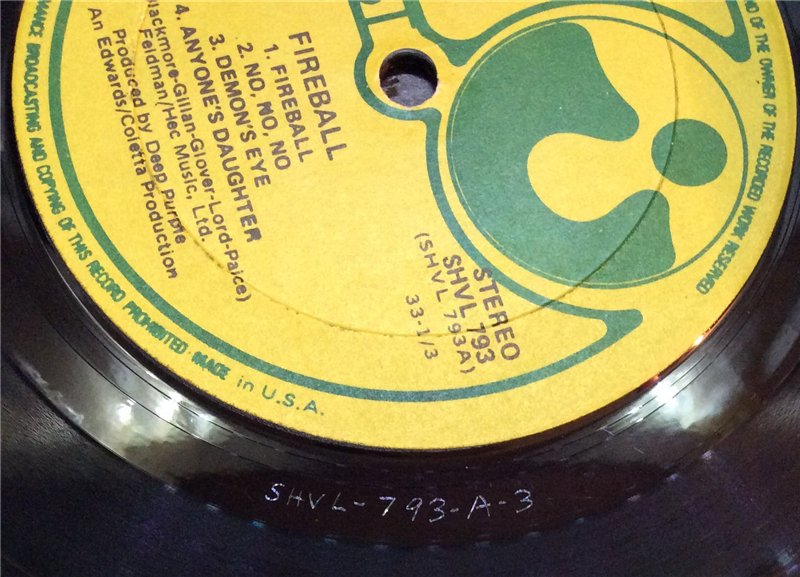 FIREBALL
1. FIREBALL
2. NO, NO, NO
3. DEMON'S EYE
4. ANYONE'S DAUGHTER
Blackmore-Gillan-Glover-Lord-Paice)
Feldman/Hec Music, Ltd.
Produced by Deep Purple
An Edwards/Coletta Production
STEREO
SHVL 793
(SHVL 793A)
33-1/3
OF THE OWNER OF THE RECORDED WORK RESERVED
BROADCASTING AND COPYING OF THIS RECORD PROHIBITED MADE in U.S.A.
SHVL-793-A-3